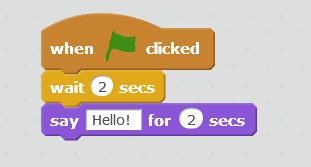 when clicked
wait 2 secs
say Hello! for 2 secs